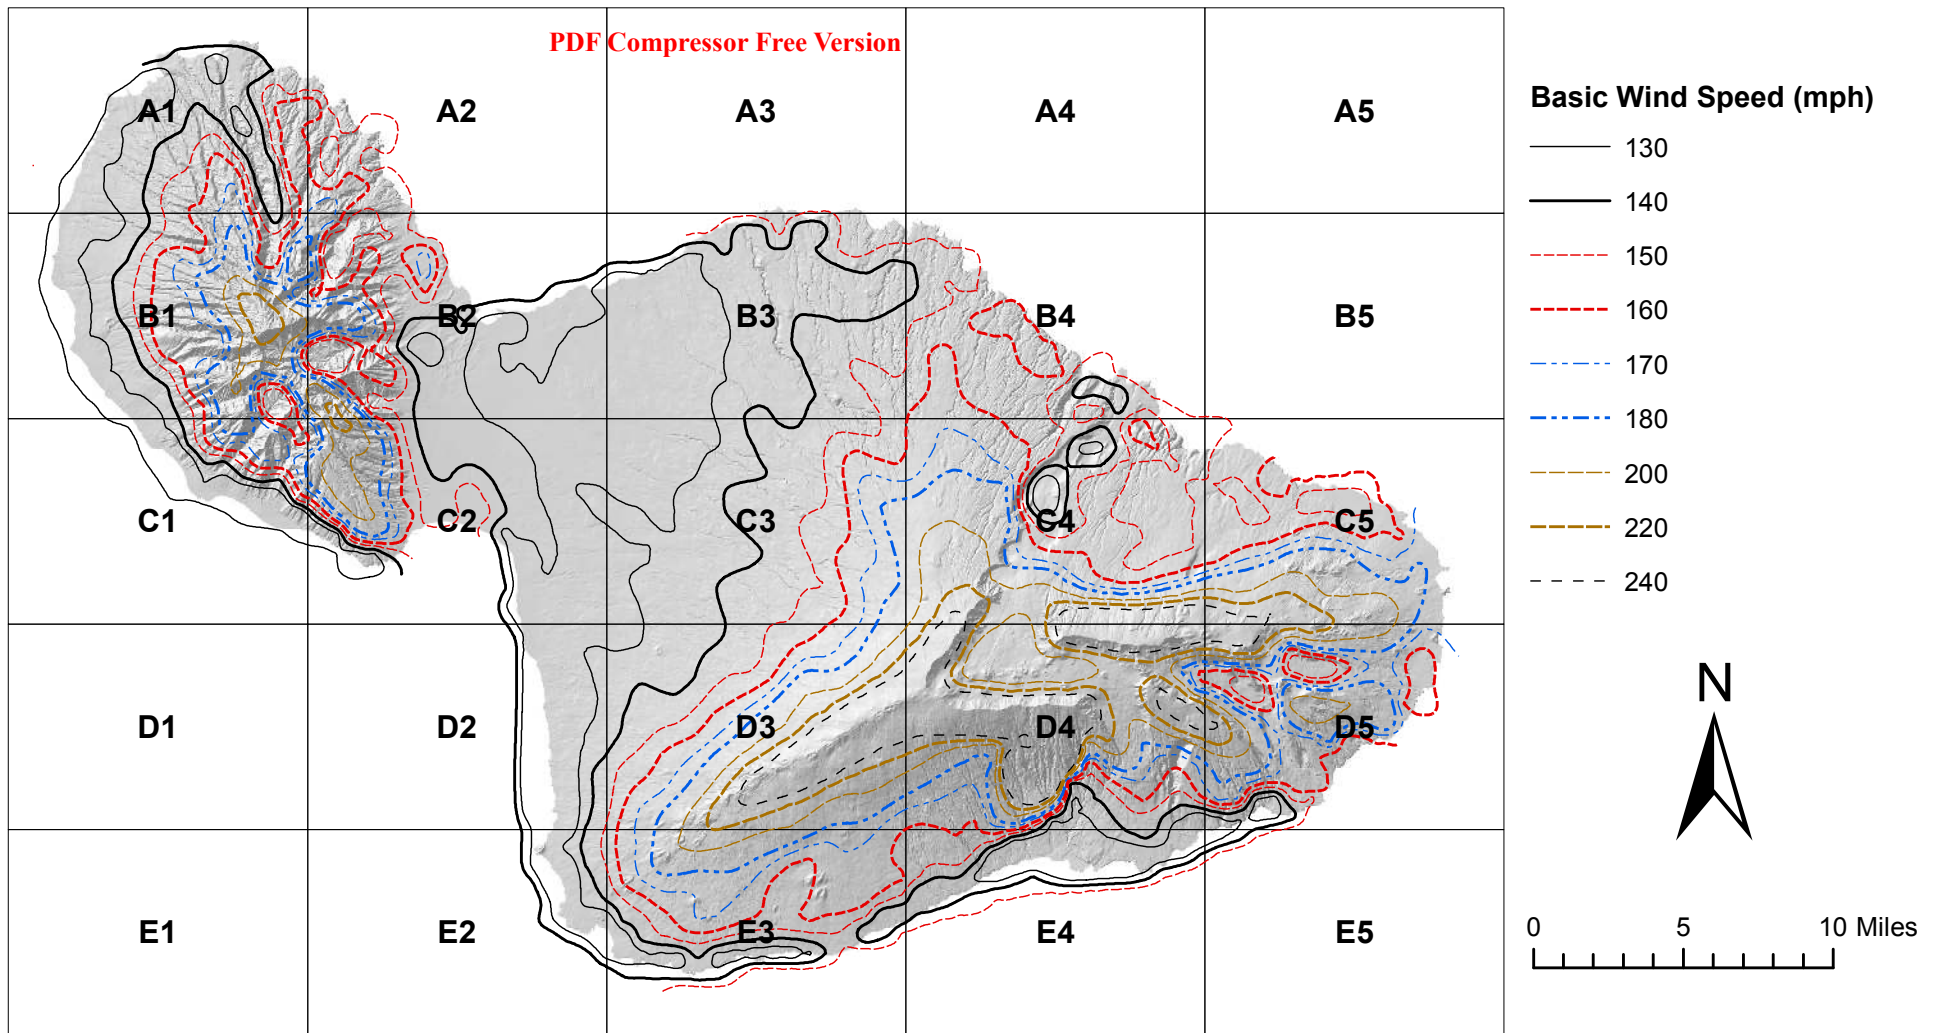 PDF Compressor Free Version
A1 A2 A3 A4 A5
B1 B2 B3 B4 B5
C1 C2 C3 C4 C5
D1 D2 D3 D4 D5
E1 E2 E3 E4 E5
Basic Wind Speed (mph)
130
140
150
160
170
180
200
220
240
N
0 5 10 Miles